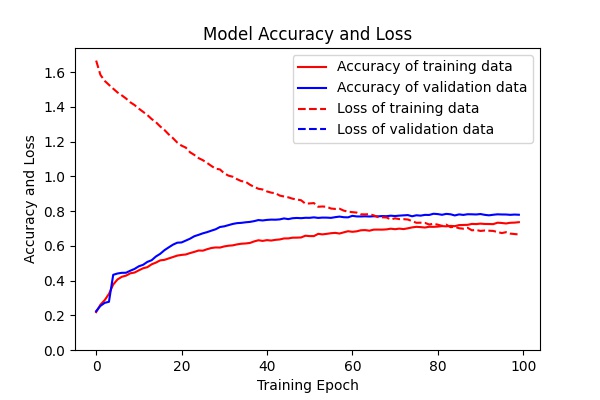 Model Accuracy and Loss
Accuracy of training data
Accuracy of validation data
Loss of training data
Loss of validation data
Accuracy and Loss
1.6
1.4
1.2
1.0
0.8
0.6
0.4
0.2
0.0
0 20 40 60 80 100
Training Epoch